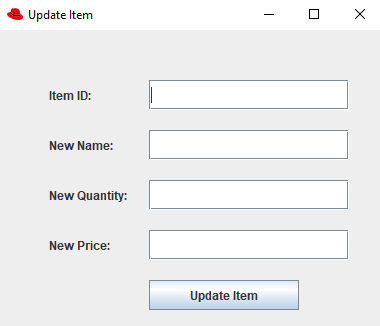 Update Item
Item ID:
New Name:
New Quantity:
New Price:
Update Item